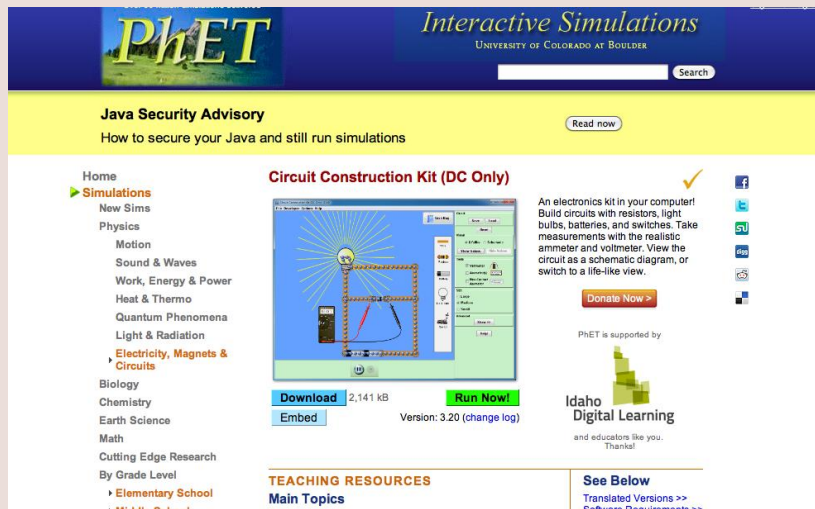 PhET
Interactive Simulations
UNIVERSITY OF COLORADO AT BOULDER
Search
Java Security Advisory
How to secure your Java and still run simulations
Read now
Home
Simulations
New Sims
Physics
Motion
Sound & Waves
Work, Energy & Power
Heat & Thermo
Quantum Phenomena
Light & Radiation
Electricity, Magnets &
Circuits
Biology
Chemistry
Earth Science
Math
Cutting Edge Research
By Grade Level
Elementary School
Circuit Construction Kit (DC Only)
Download 2,141 kB
Run Now!
Embed
Version: 3.20 (change log)
An electronics kit in your computer!
Build circuits with resistors, light
bulbs, batteries, and switches. Take
measurements with the realistic
ammeter and voltmeter. View the
circuit as a schematic diagram, or
switch to a life-like view.
Donate Now >
PhET is supported by
Idaho
Digital Learning
and educators like you.
Thanks!
digg
TEACHING RESOURCES
Main Topics
See Below
Translated Versions >>